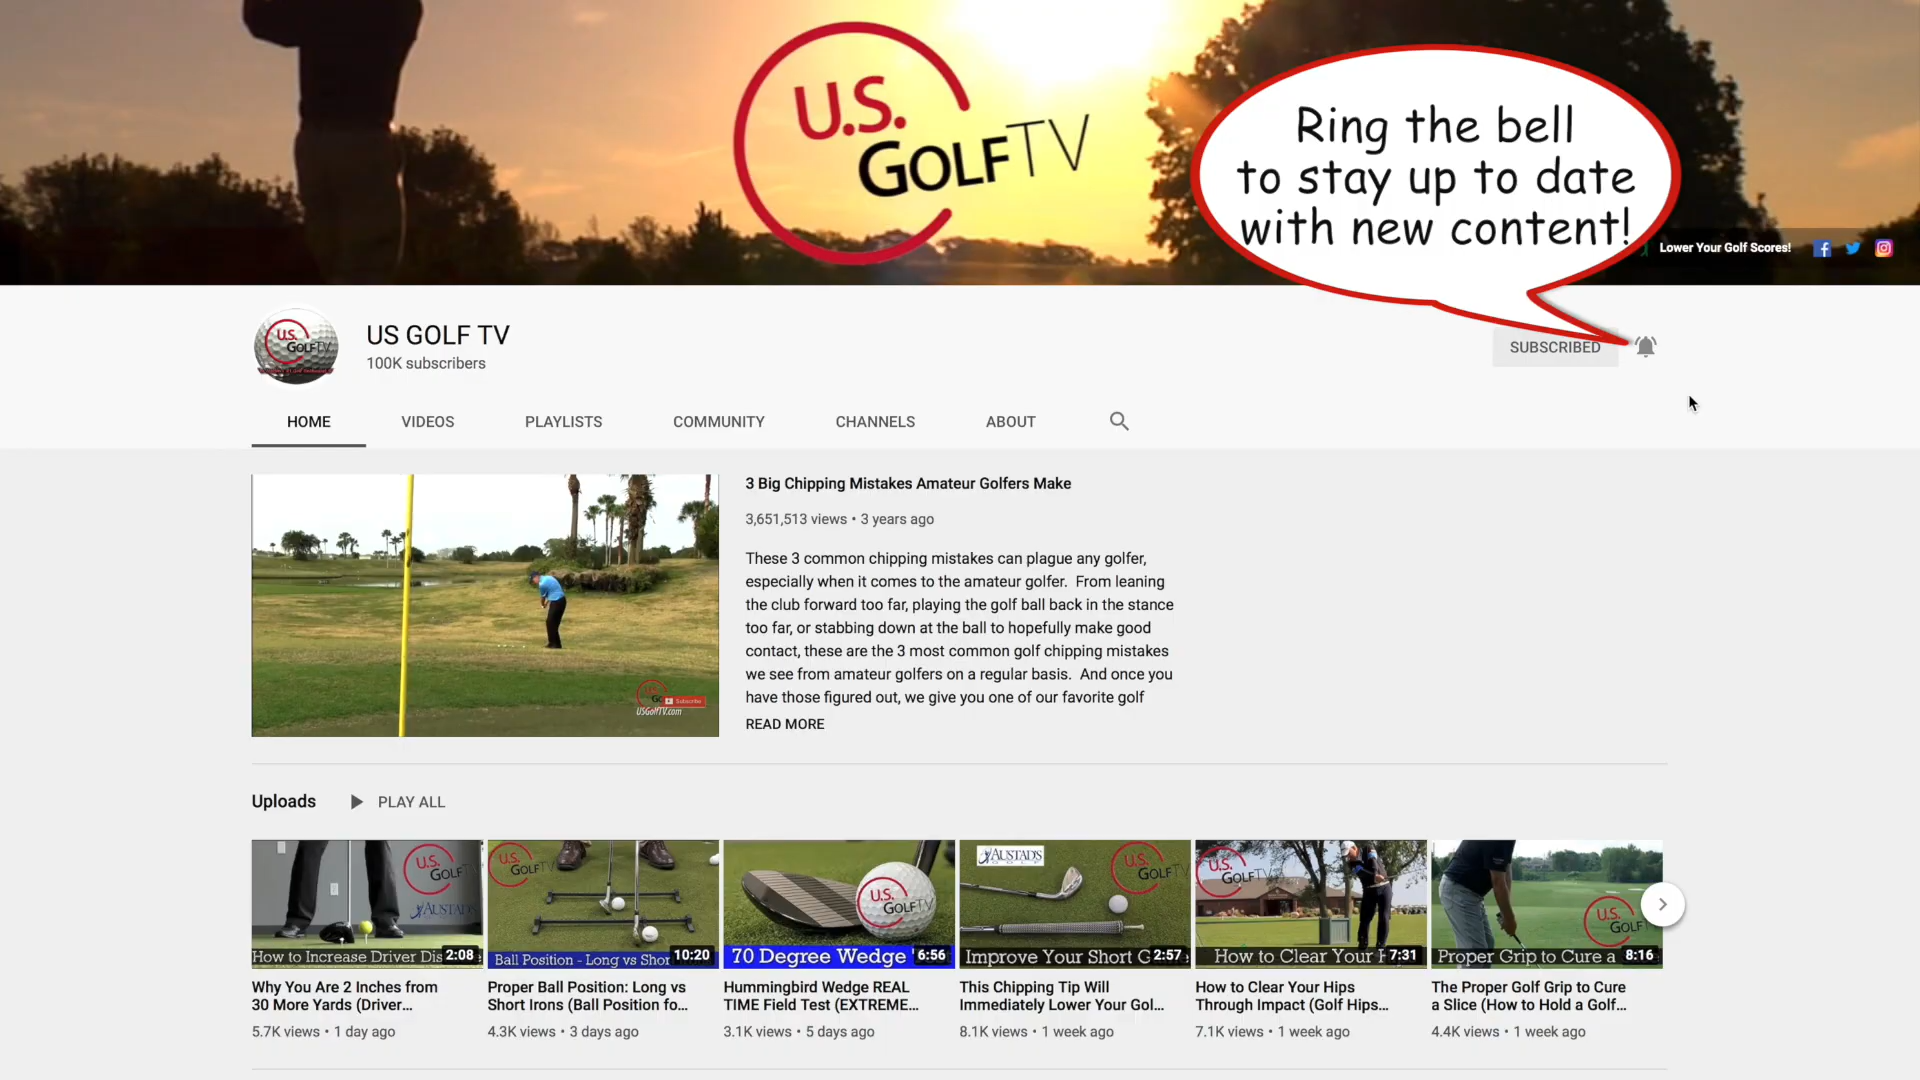 U.S.
GOLFTV
Ring the bell
to stay up to date
with new content!
Lower Your Golf Scores!
U.S.
GOLFTV
US GOLF TV
100K subscribers
SUBSCRIBED
HOME
VIDEOS
PLAYLISTS
COMMUNITY
CHANNELS
ABOUT
3 Big Chipping Mistakes Amateur Golfers Make
3,651,513 views • 3 years ago
These 3 common chipping mistakes can plague any golfer,
especially when it comes to the amateur golfer.  From leaning
the club forward too far, playing the golf ball back in the stance
too far, or stabbing down at the ball to hopefully make good
contact, these are the 3 most common golf chipping mistakes
we see from amateur golfers on a regular basis.  And once you
have those figured out, we give you one of our favorite golf
READ MORE
Subscribe
USGolfTV.com
Uploads
PLAY ALL
U.S.
GOLFTV
AUSTAD'S
How to Increase Driver Dis
2:08
Why You Are 2 Inches from
30 More Yards (Driver...
5.7K views • 1 day ago
U.S.
GOLFTV
Ball Position - Long vs Shor
10:20
Proper Ball Position: Long vs
Short Irons (Ball Position fo...
4.3K views • 3 days ago
U.S.
GOLFTV
70 Degree Wedge
6:56
Hummingbird Wedge REAL
TIME Field Test (EXTREME...
3.1K views • 5 days ago
AUSTAD'S
GOLF
U.S.
GOLFTV
Improve Your Short G
2:57
This Chipping Tip Will
Immediately Lower Your Gol...
8.1K views • 1 week ago
U.S.
GOLFTV
How to Clear Your H
7:31
How to Clear Your Hips
Through Impact (Golf Hips...
7.1K views • 1 week ago
U.S.
GOLFTV
Proper Grip to Cure a
8:16
The Proper Golf Grip to Cure
a Slice (How to Hold a Golf...
4.4K views • 1 week ago